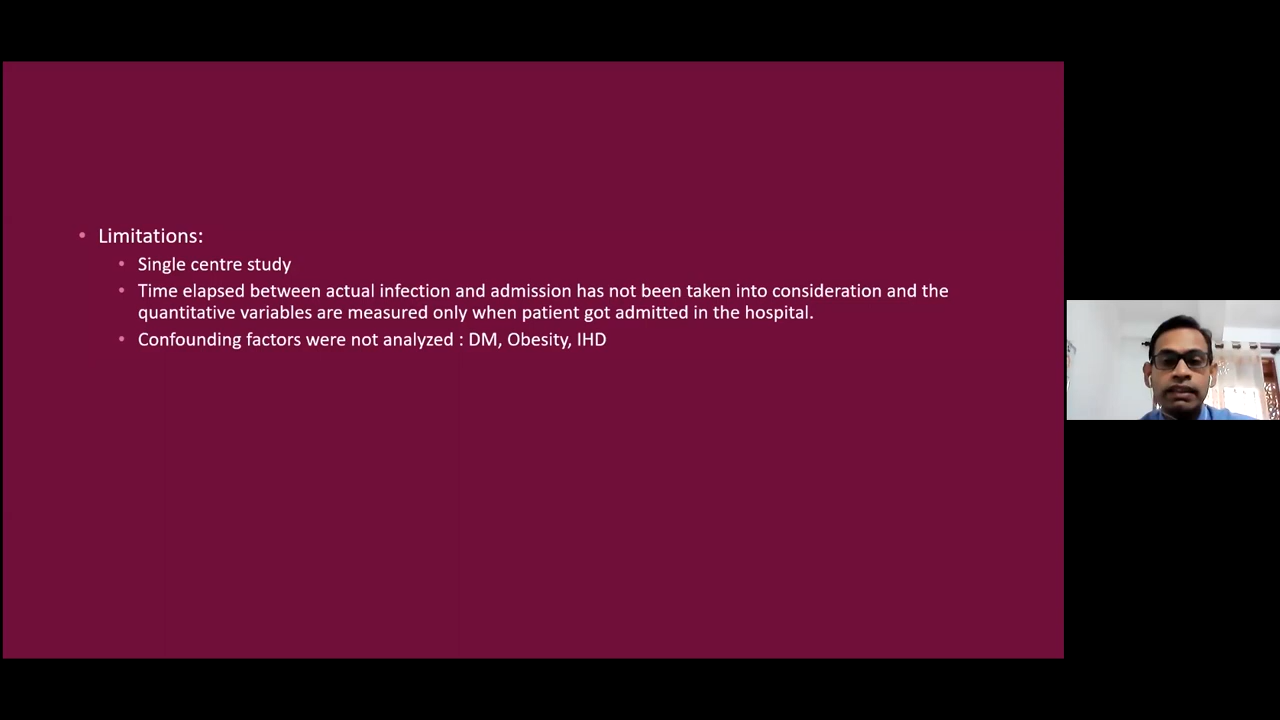 Limitations:
Single centre study
Time elapsed between actual infection and admission has not been taken into consideration and the
quantitative variables are measured only when patient got admitted in the hospital.
Confounding factors were not analyzed : DM, Obesity, IHD